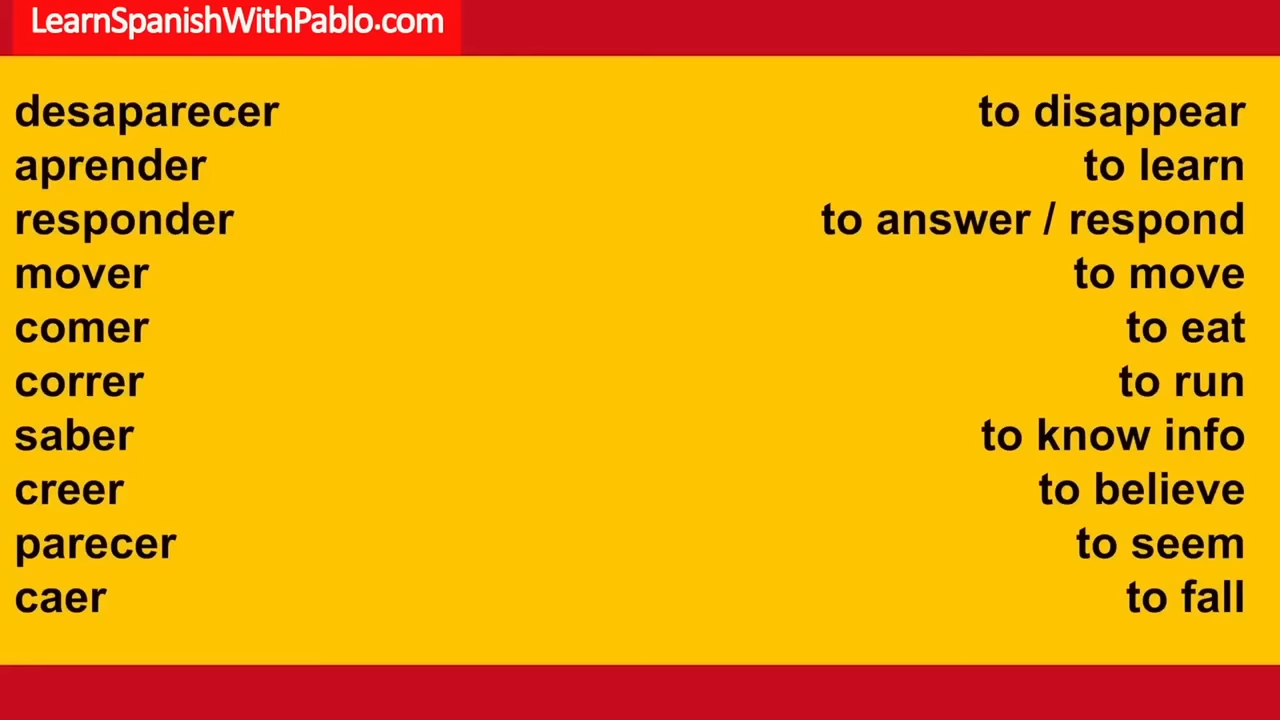 LearnSpanishWithPablo.com
desaparecer to disappear
aprender to learn
responder to answer / respond
mover to move
comer to eat
correr to run
saber to know info
creer to believe
parecer to seem
caer to fall